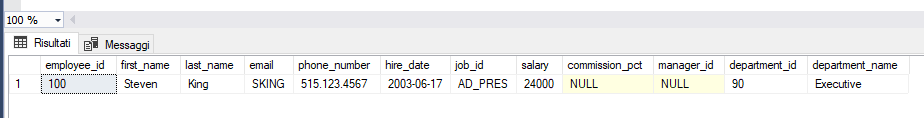 100 %
Risultati Messaggi
employee_id first_name last_name email phone_number hire_date job_id salary commission_pct manager_id department_id department_name
1 100 Steven King SKING 515.123.4567 2003-06-17 AD_PRES 24000 NULL NULL 90 Executive